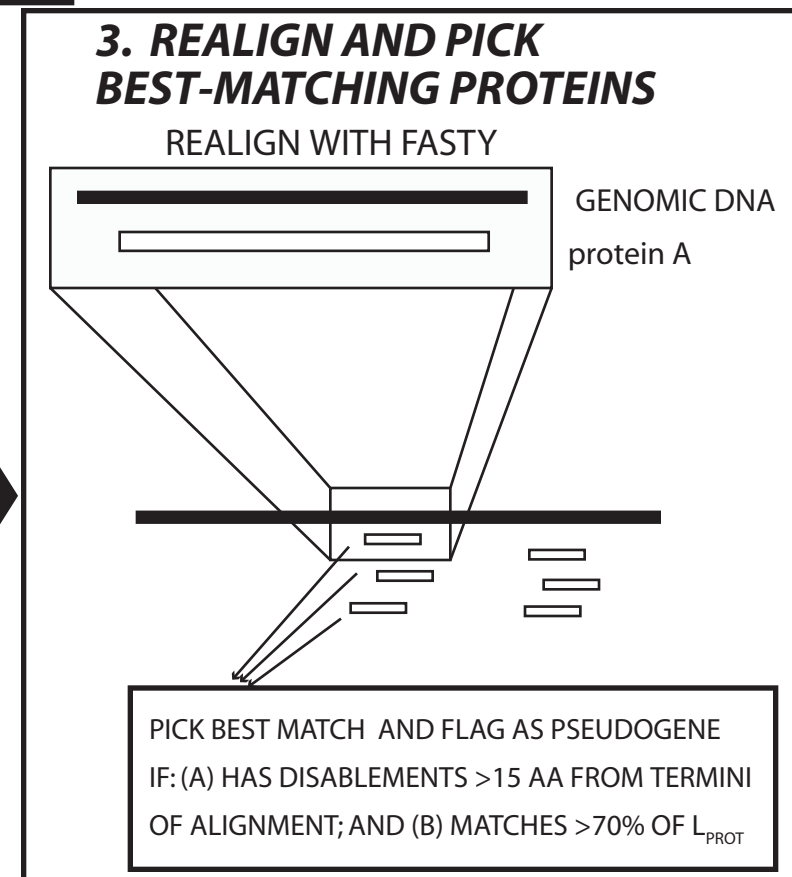 3. REALIGN AND PICK
BEST-MATCHING PROTEINS
REALIGN WITH FASTY
GENOMIC DNA
protein A
PICK BEST MATCH AND FLAG AS PSEUDOGENE
IF: (A) HAS DISABLEMENTS >15 AA FROM TERMINI
OF ALIGNMENT; AND (B) MATCHES >70% OF LPROT